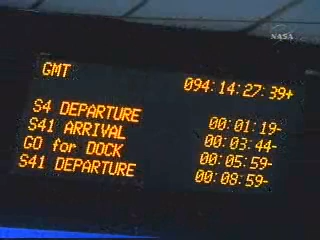 NASA
GMT 094:14:27:39+
S4 DEPARTURE 00:01:19-
S41 ARRIVAL 00:03:44-
GO for DOCK 00:05:59-
S41 DEPARTURE 00:08:59-